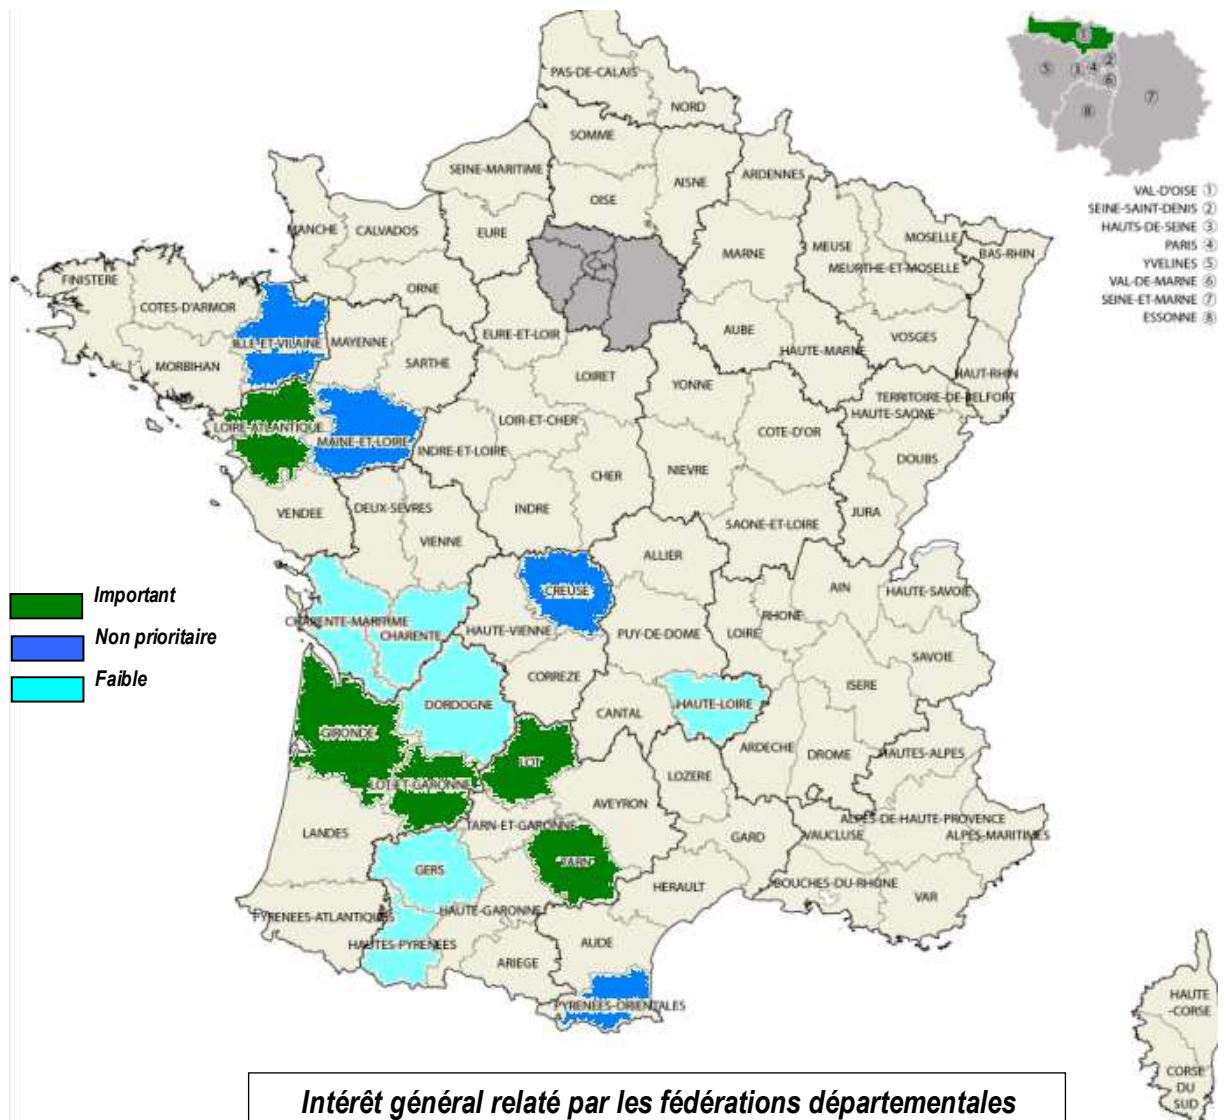 PAS-DE-CALAIS
NORD
SOMME
SEINE-MARITIME
AISNE
ARDENNES
OISE
MANCHE
CALVADOS
EURE
MARNE
MEUSE
MOSELLE
BAS-RHIN
MEURTHE-ET-MOSELLE
FINISTERE
COTES-D'ARMOR
ORNE
ILLE-ET-VILAINE
MAYENNE
EURE-ET-LOIR
AUBE
VOSGES
HAUTE-MARNE
MORBIHAN
SARTHE
LOIRET
YONNE
HAUT-RHIN
TERRITOIRE-DE-BELFORT
HAUTE-SAONE
LOIRE-ATLANTIQUE
MAINE-ET-LOIRE
LOIR-ET-CHER
INDRE-ET-LOIRE
COTE-D'OR
DOUBS
CHER
NIEVRE
VENDEE
DEUX-SEVRES
INDRE
SAONE-ET-LOIRE
JURA
VIENNE
ALLIER
CREUSE
AIN
HAUTE-SAVOIE
CHARENTE-MARITIME
CHARENTE
HAUTE-VIENNE
PUY-DE-DOME
LOIRE
RHONE
SAVOIE
CORREZE
ISERE
DORDOGNE
CANTAL
HAUTE-LOIRE
GIRONDE
LOT
ARDECHE
DROME
HAUTES-ALPES
LOT-ET-GARONNE
LOZERE
AVEYRON
LANDES
TARN-ET-GARONNE
GARD
VAUCLUSE
ALPES-DE-HAUTE-PROVENCE
ALPES-MARITIMES
GERS
TARN
HERAULT
BOUCHES-DU-RHONE
VAR
PYRENEES-ATLANTIQUES
HAUTE-GARONNE
HAUTES-PYRENEES
ARIEGE
AUDE
PYRENEES-ORIENTALES
HAUTE
-CORSE
CORSE
DU
SUD
①
⑤
①
④
②
⑥
⑦
⑧
VAL-D'OISE ①
SEINE-SAINT-DENIS ②
HAUTS-DE-SEINE ③
PARIS ④
YVELINES ⑤
VAL-DE-MARNE ⑥
SEINE-ET-MARNE ⑦
ESSONNE ⑧
Important
Non prioritaire
Faible
Intérêt général relaté par les fédérations départementales